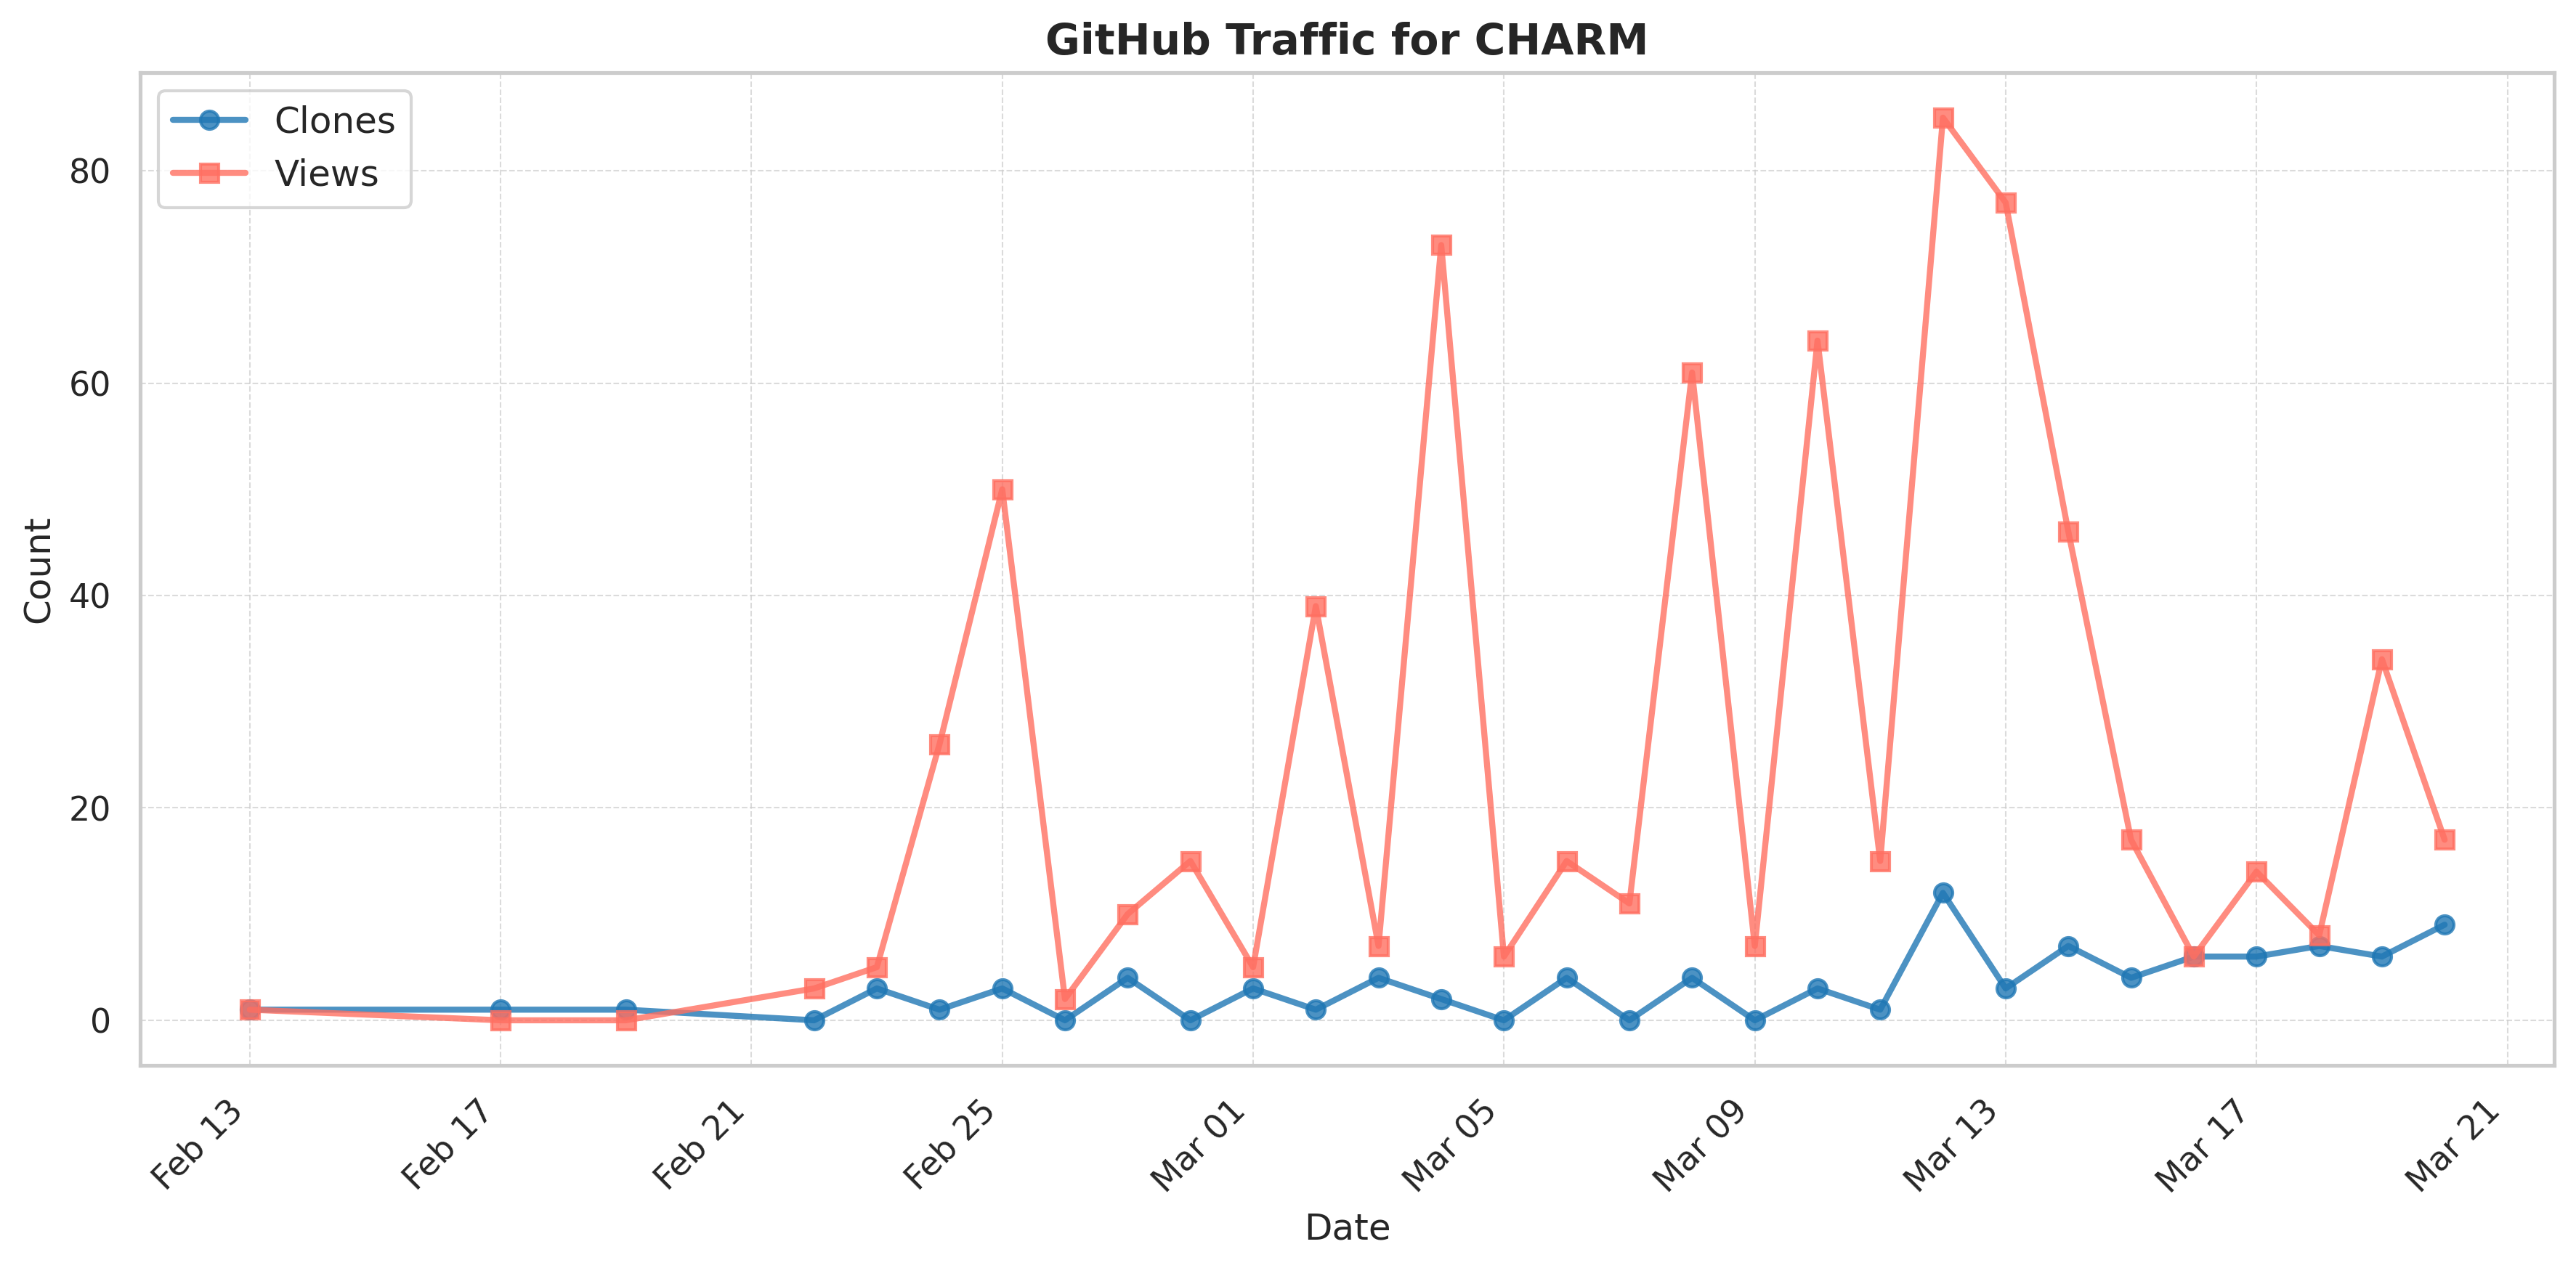 GitHub Traffic for CHARM
Clones
Views
80
60
40
20
0
Count
Feb 13
Feb 17
Feb 21
Feb 25
Mar 01
Mar 05
Mar 09
Mar 13
Mar 17
Mar 21
Date